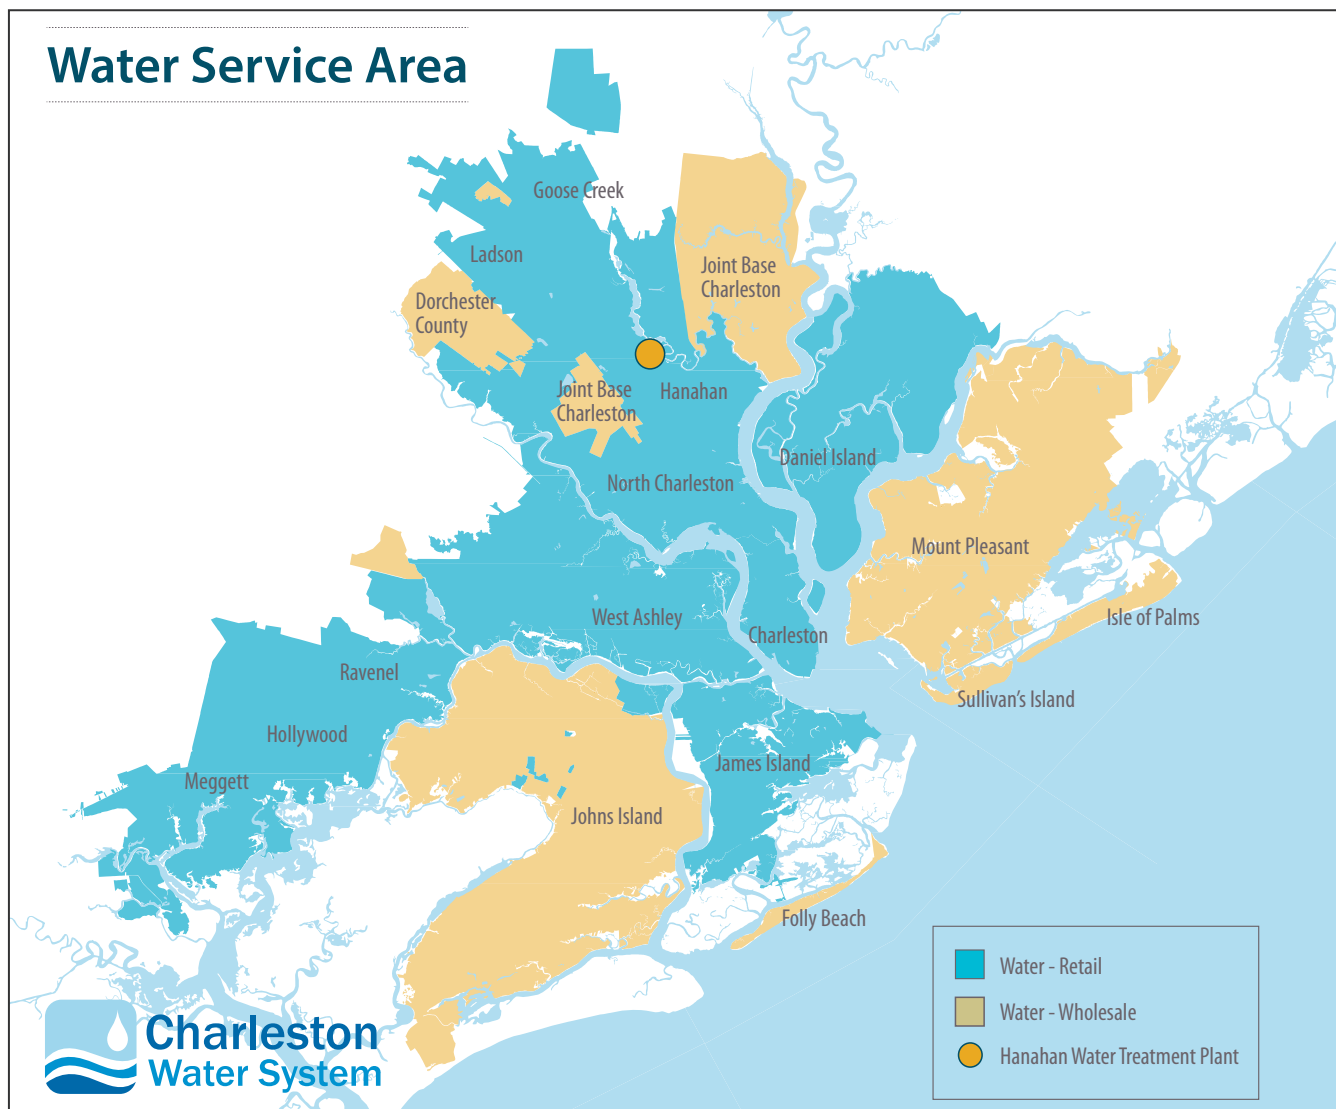 Water Service Area
Goose Creek
Ladson
Joint Base
Charleston
Dorchester
County
Joint Base
Charleston
Hanahan
Daniel Island
North Charleston
Mount Pleasant
West Ashley
Isle of Palms
Charleston
Ravenel
Sullivan's Island
Hollywood
James Island
Meggett
Johns Island
Folly Beach
Water - Retail
Water - Wholesale
Hanahan Water Treatment Plant
Charleston
Water System